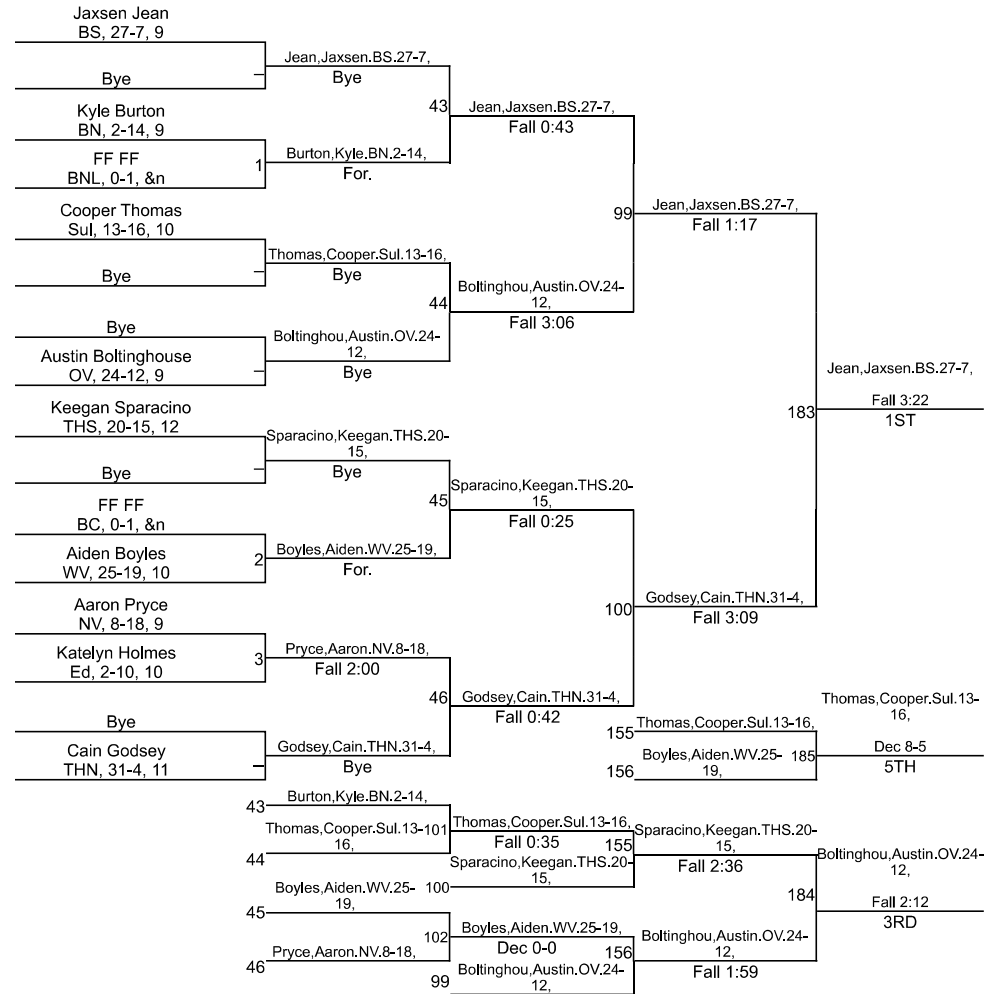 Jaxsen Jean
BS, 27-7, 9
Bye
Jean,Jaxsen.BS.27-7,
Bye
Kyle Burton
BN, 2-14, 9
FF FF
BNL, 0-1, &n
1
Burton,Kyle.BN.2-14,
For.
43
Jean,Jaxsen.BS.27-7,
Fall 0:43
Cooper Thomas
Sul, 13-16, 10
Bye
Thomas,Cooper.Sul.13-16,
Bye
Bye
Austin Boltinghouse
OV, 24-12, 9
Boltinghou,Austin.OV.24-
12,
Bye
44
Boltinghou,Austin.OV.24-
12,
Fall 3:06
99
Jean,Jaxsen.BS.27-7,
Fall 1:17
Keegan Sparacino
THS, 20-15, 12
Bye
Sparacino,Keegan.THS.20-
15,
Bye
FF FF
BC, 0-1, &n
Aiden Boyles
WV, 25-19, 10
2
Boyles,Aiden.WV.25-19,
For.
45
Sparacino,Keegan.THS.20-
15,
Fall 0:25
Aaron Pryce
NV, 8-18, 9
Katelyn Holmes
Ed, 2-10, 10
3
Pryce,Aaron.NV.8-18,
Fall 2:00
Bye
Cain Godsey
THN, 31-4, 11
Godsey,Cain.THN.31-4,
Bye
46
Godsey,Cain.THN.31-4,
Fall 0:42
100
Godsey,Cain.THN.31-4,
Fall 3:09
183
Jean,Jaxsen.BS.27-7,
Fall 3:22
1ST
155
Thomas,Cooper.Sul.13-16,
156
Boyles,Aiden.WV.25-
19,
185
Thomas,Cooper.Sul.13-
16,
Dec 8-5
5TH
43
Burton,Kyle.BN.2-14,
44
Thomas,Cooper.Sul.13-
16,
101
Thomas,Cooper.Sul.13-16,
Fall 0:35
100
Sparacino,Keegan.THS.20-
15,
155
Sparacino,Keegan.THS.20-
15,
Fall 2:36
45
Boyles,Aiden.WV.25-
19,
46
Pryce,Aaron.NV.8-18,
102
Boyles,Aiden.WV.25-19,
Dec 0-0
99
Boltinghou,Austin.OV.24-
12,
156
Boltinghou,Austin.OV.24-
12,
Fall 1:59
184
Boltinghou,Austin.OV.24-
12,
Fall 2:12
3RD